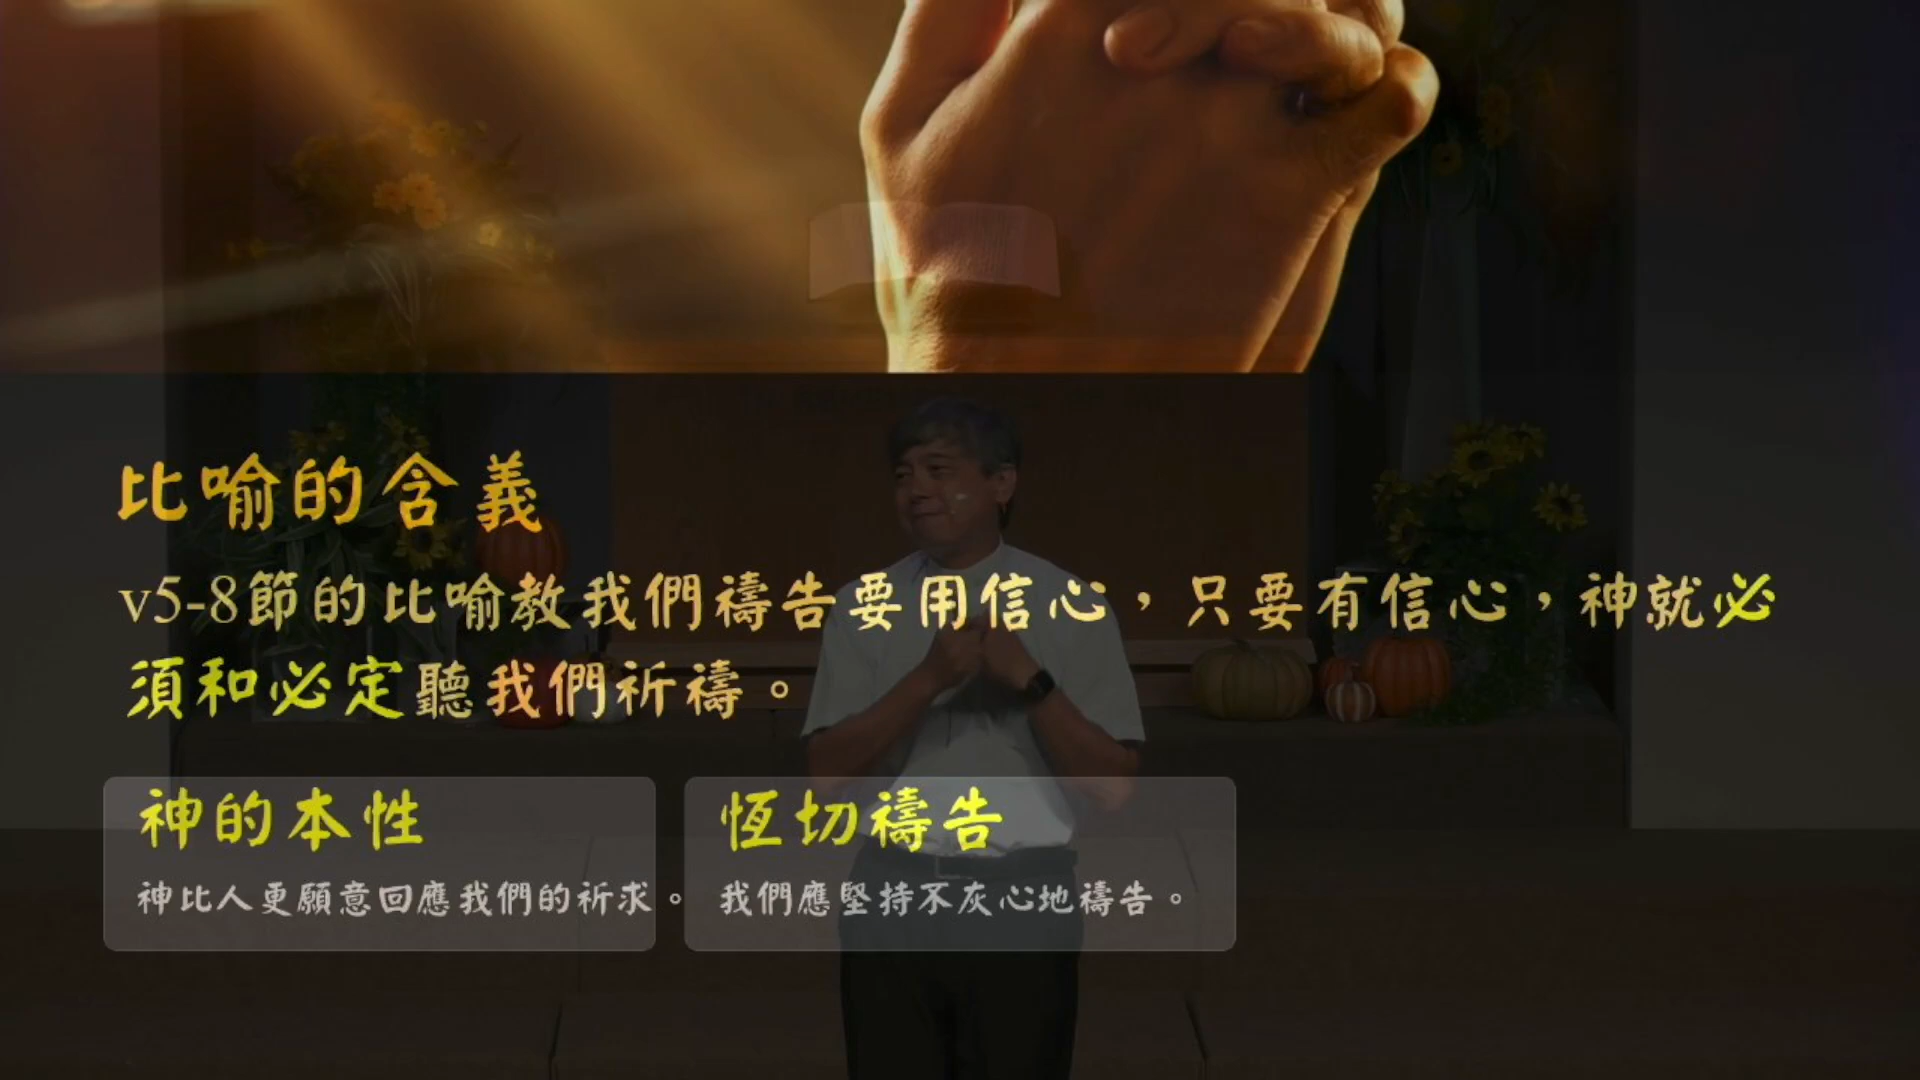 比喻的含義
v5-8節的比喻教我們禱告要用信心，只要有信心，神就必
須和必定聽我們祈禱。
神的本性
神比人更願意回應我們的祈求。
恆切禱告
我們應堅持不灰心地禱告。